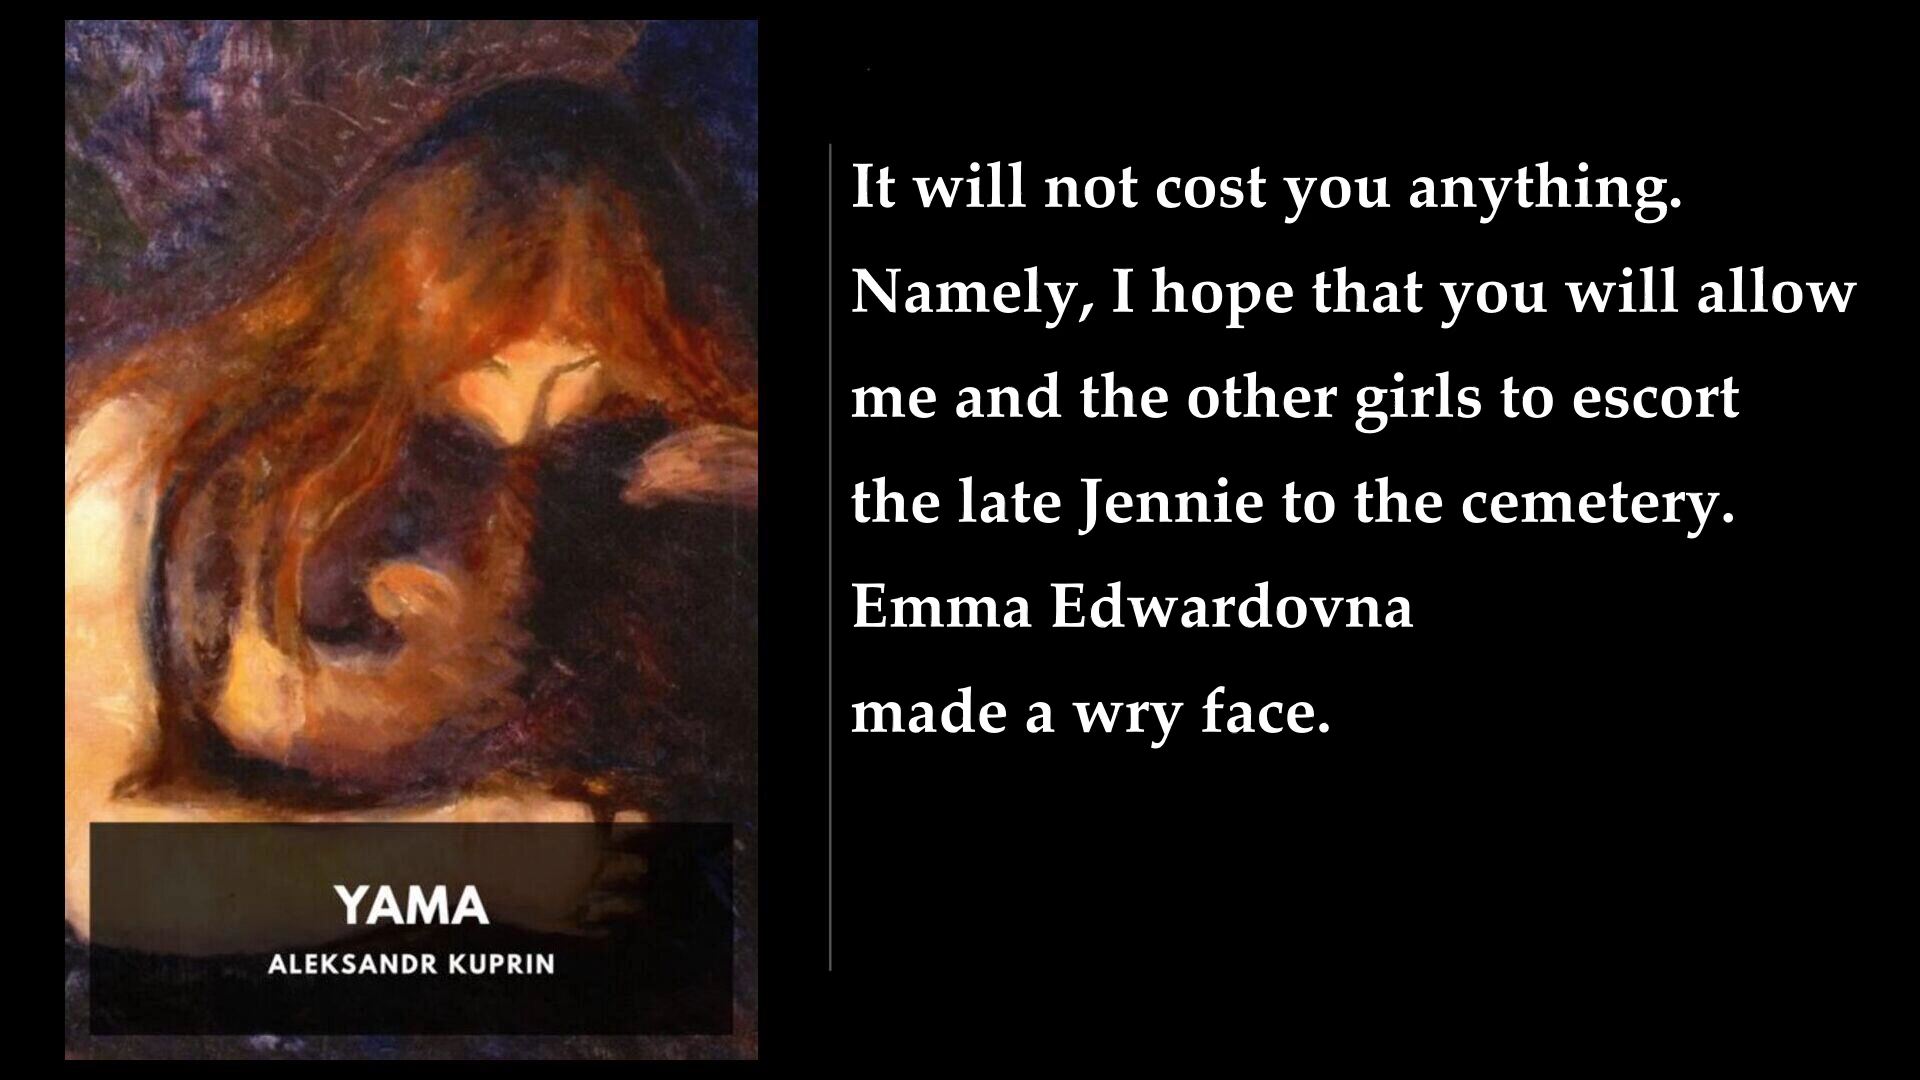 YAMA
ALEKSANDR KUPRIN
It will not cost you anything.
Namely, I hope that you will allow
me and the other girls to escort
the late Jennie to the cemetery.
Emma Edwardovna
made a wry face.